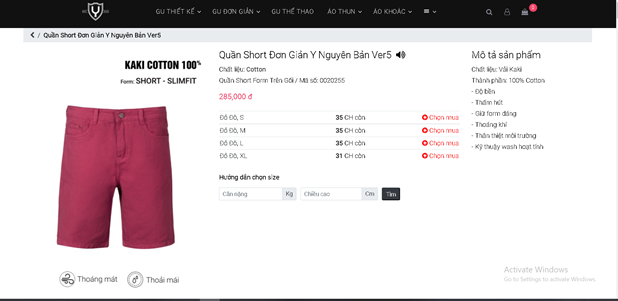 GU THIẾT KẾ GU ĐƠN GIẢN GU THỂ THAO ÁO THUN ÁO KHOÁC
0
/ Quần Short Đơn Giản Y Nguyên Bản Ver5
KAKI COTTON 100%
Form: SHORT - SLIMFIT
Thoáng mát Thoải mái
Quần Short Đơn Giản Y Nguyên Bản Ver5
Chất liệu: Cotton
Quần Short Form Trên Gối / Mã số: 0020255
285,000 đ
Đỏ Đô, S 35 CH còn Chọn mua
Đỏ Đô, M 35 CH còn Chọn mua
Đỏ Đô, L 35 CH còn Chọn mua
Đỏ Đô, XL 31 CH còn Chọn mua
Hướng dẫn chọn size
Cân nặng Kg Chiều cao Cm Tìm
Mô tả sản phẩm
Chất liệu: Vải Kaki
Thành phần: 100% Cotton
- Độ bền
- Thấm hút
- Giữ form dáng
- Thoáng khí
- Thân thiện môi trường
- Kỹ thuậy wash hoạt tính
Activate Windows
Go to Settings to activate Windows.